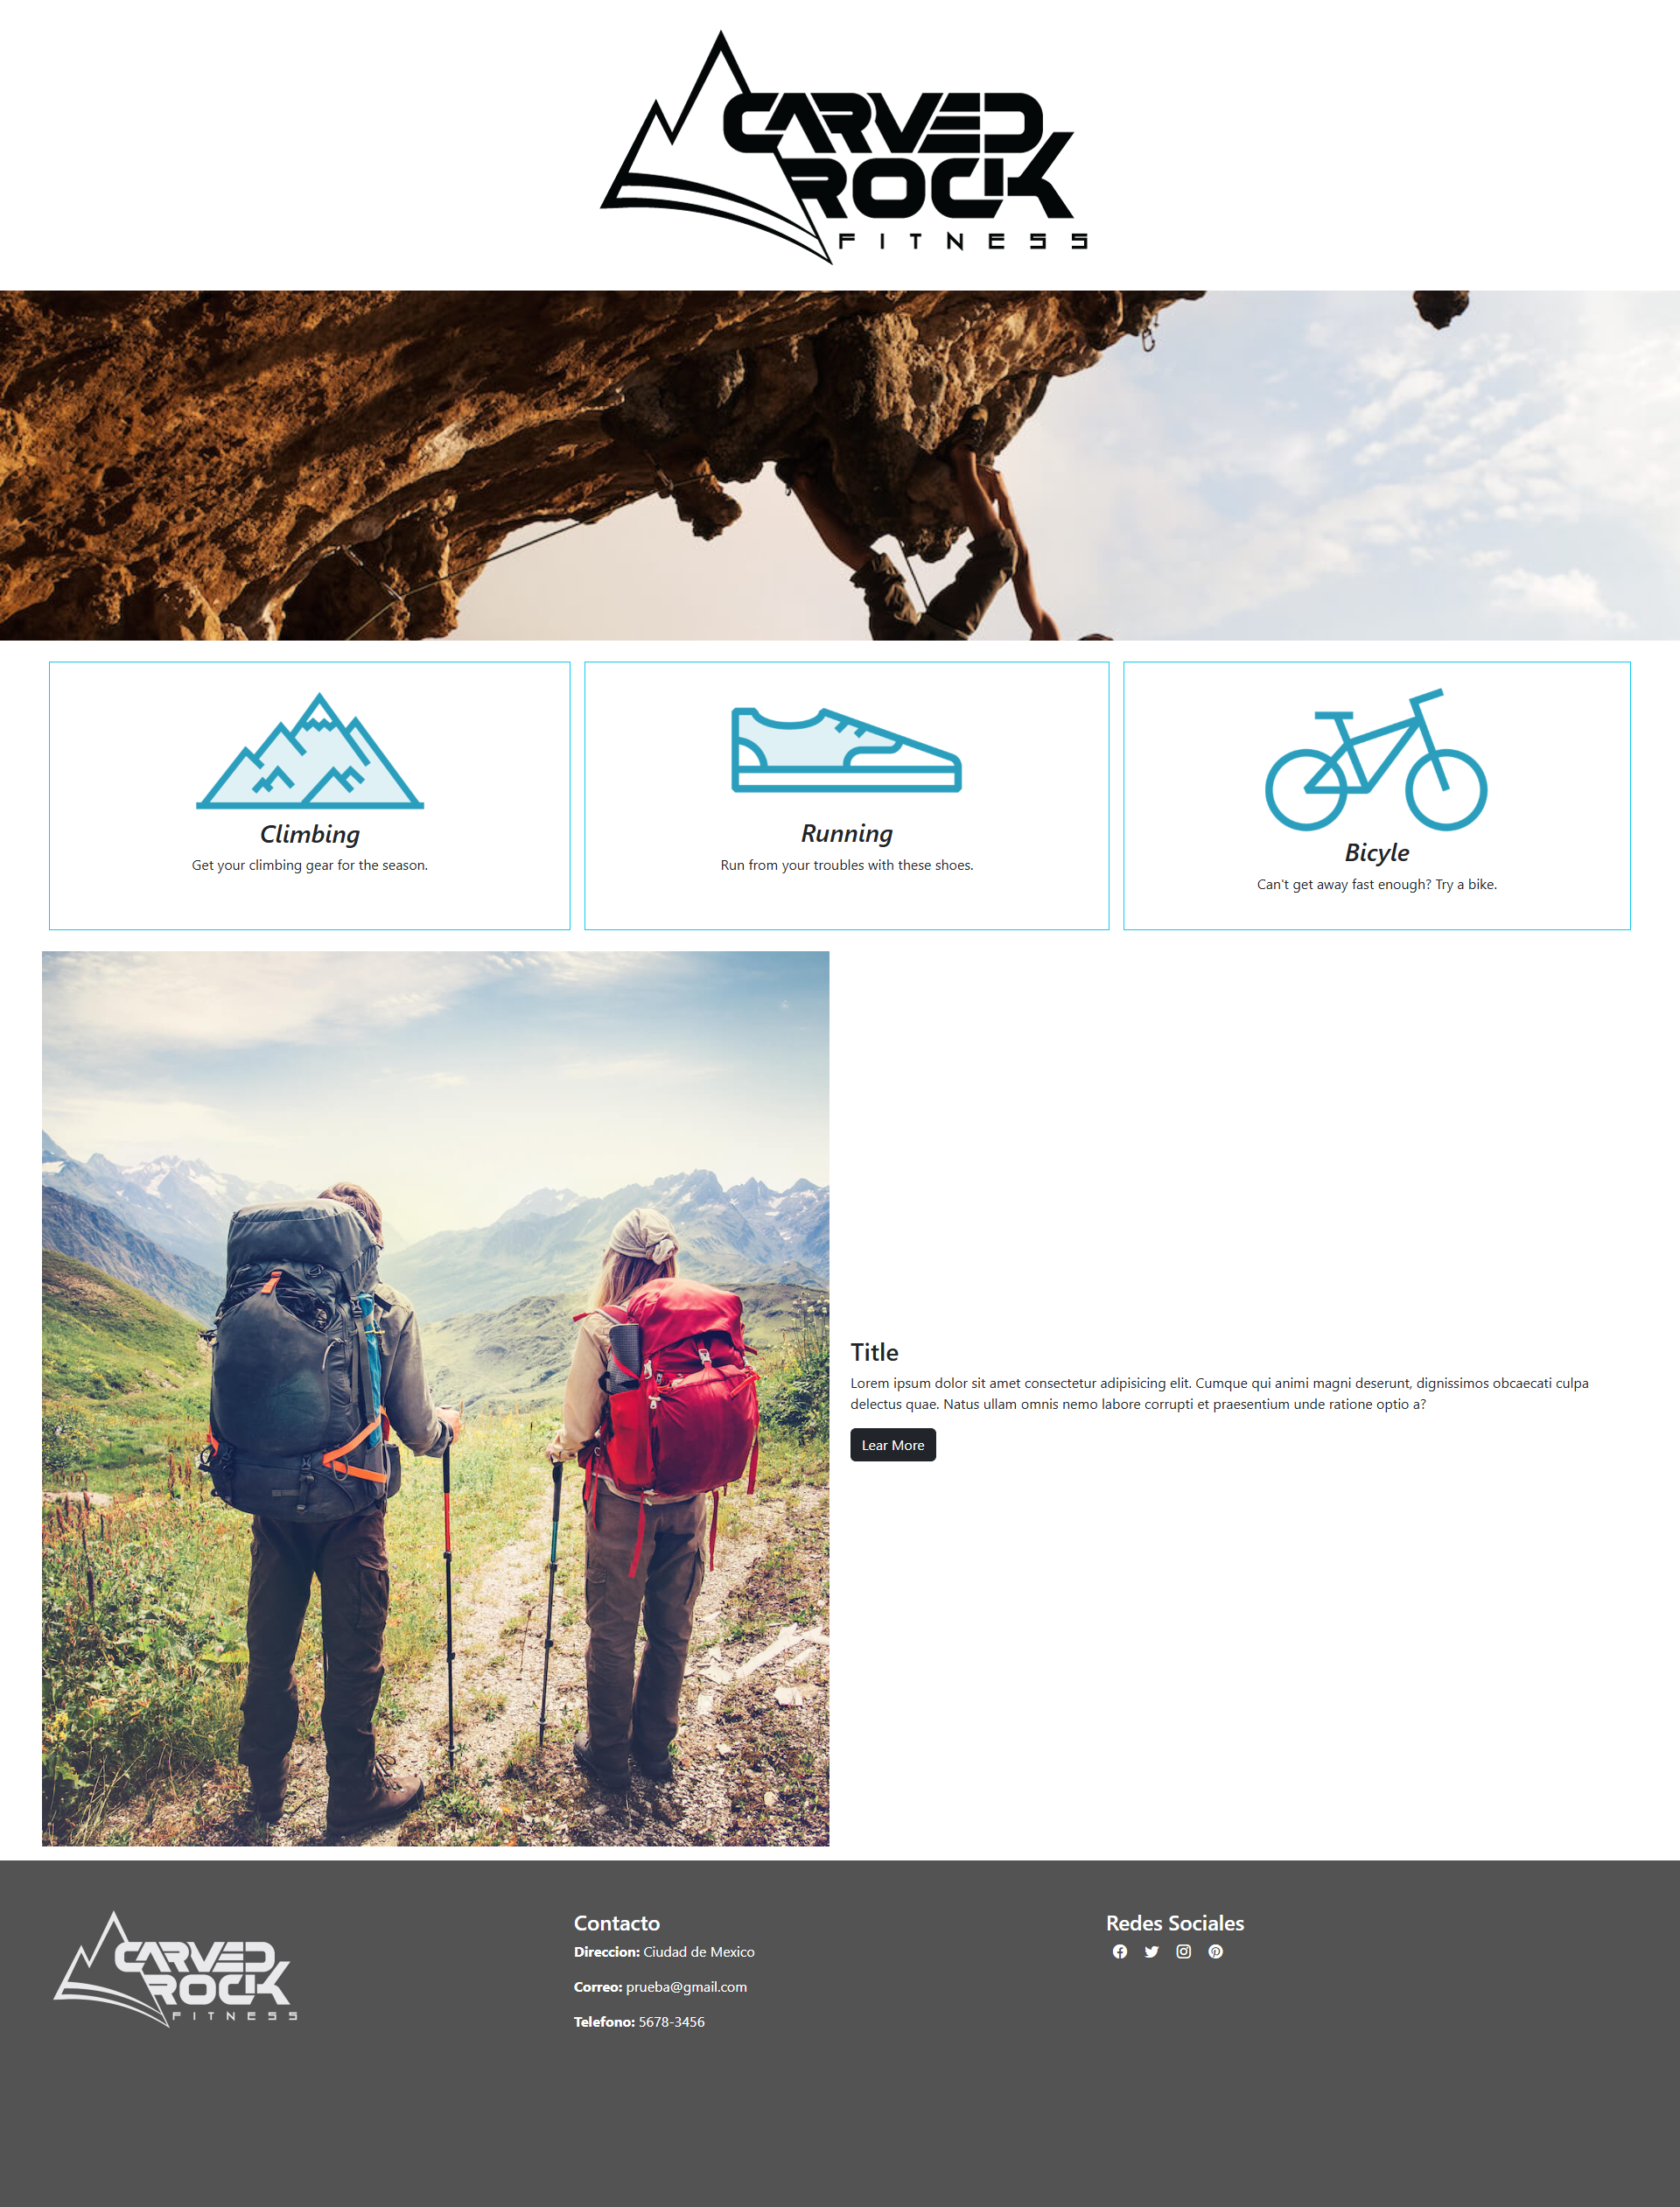 CARVED
ROCK
FITNESS
Climbing
Get your climbing gear for the season.
Running
Run from your troubles with these shoes.
Bicyle
Can't get away fast enough? Try a bike.
Title
Lorem ipsum dolor sit amet consectetur adipisicing elit. Cumque qui animi magni deserunt, dignissimos obcaecati culpa
delectus quae. Natus ullam omnis nemo labore corrupti et praesentium unde ratione optio a?
Lear More
CARVED
ROCK
FITNESS
Contacto
Direccion: Ciudad de Mexico
Correo: prueba@gmail.com
Telefono: 5678-3456
Redes Sociales